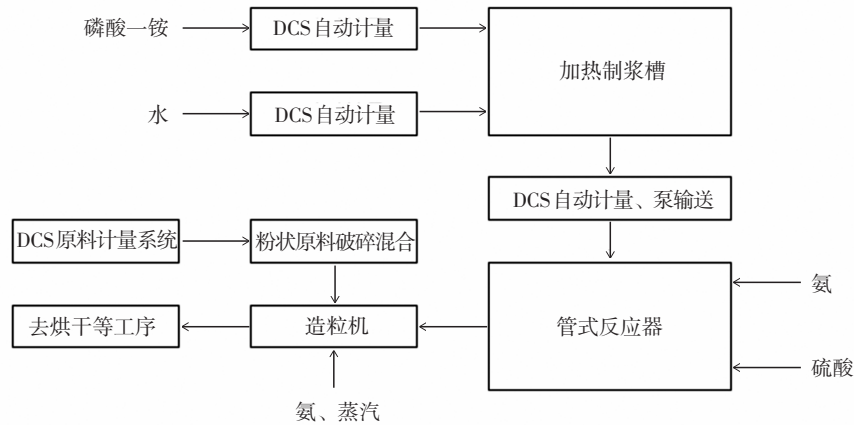 磷酸一铵
DCS自动计量
加热制浆槽
水
DCS自动计量
DCS自动计量、泵输送
DCS原料计量系统
粉状原料破碎混合
氨
去烘干等工序
造粒机
管式反应器
硫酸
氨、蒸汽